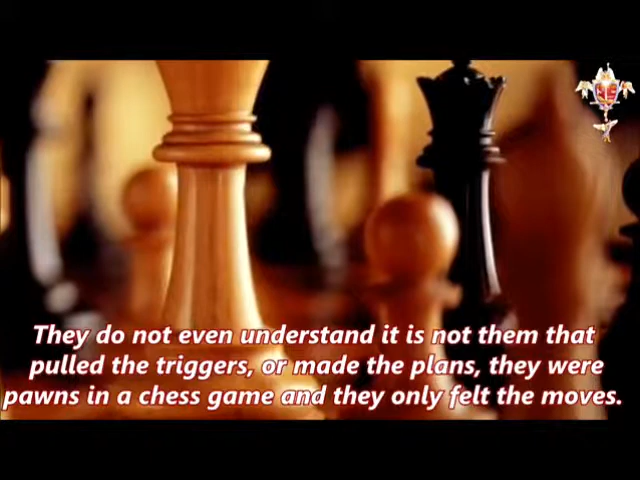 They do not even understand it is not them that
pulled the triggers, or made the plans, they were
pawns in a chess game and they only felt the moves.